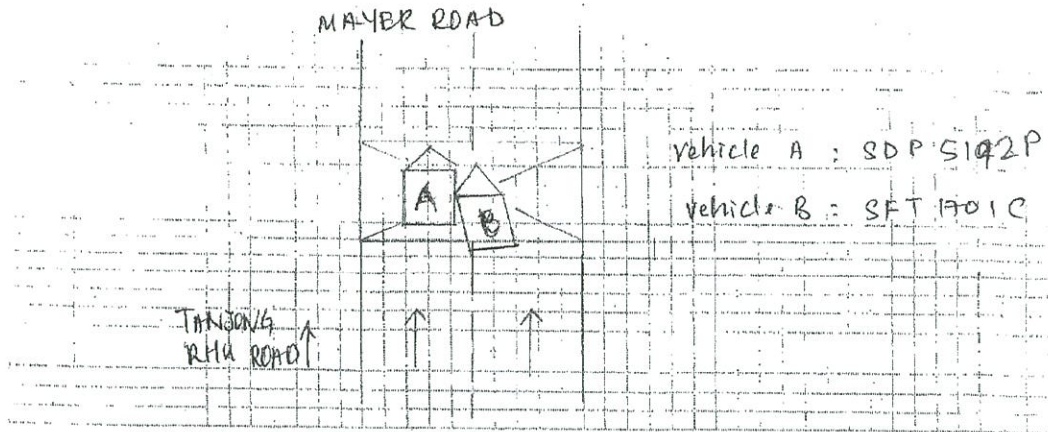 MAYER ROAD
vehicle A : SDP 5192P
A
B
vehicle B : SFT 1701C
TANJONG
RHU ROAD